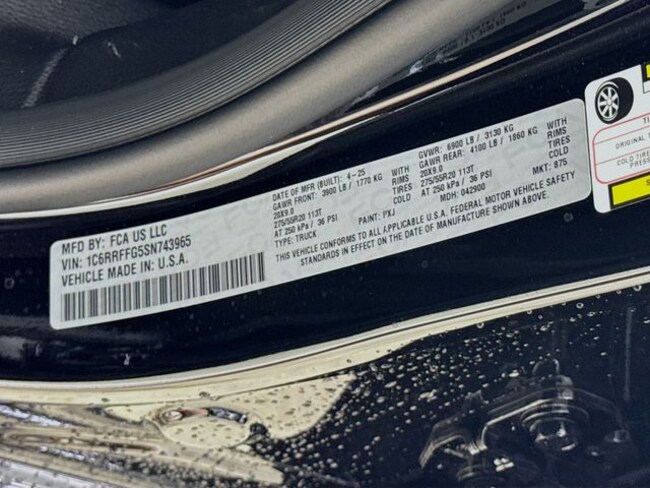 MFD BY: FCA US LLC
VIN: 1C6RRFFG5SN743965
VEHICLE MADE IN U.S.A.
DATE OF MFR (BUILT): 4-25
GAWR FRONT: 3900 LB / 1770 KG WITH
20X9.0 RIMS
275/55R20 113T TIRES
AT 250 kPa / 36 PSI COLD
TYPE: TRUCK PAINT: PXJ
GVWR: 6900 LB / 3130 KG
GAWR REAR: 4100 LB / 1860 KG WITH
20X9.0 RIMS
275/55R20 113T TIRES
AT 250 kPa / 36 PSI COLD
MDH: 042900 MKT: 875
THIS VEHICLE CONFORMS TO ALL APPLICABLE U.S.A. FEDERAL MOTOR VEHICLE SAFETY
STANDARDS IN EFFECT ON THE DATE OF MANUFACTURE SHOWN ABOVE.
ORIGINAL
COLD TIRE